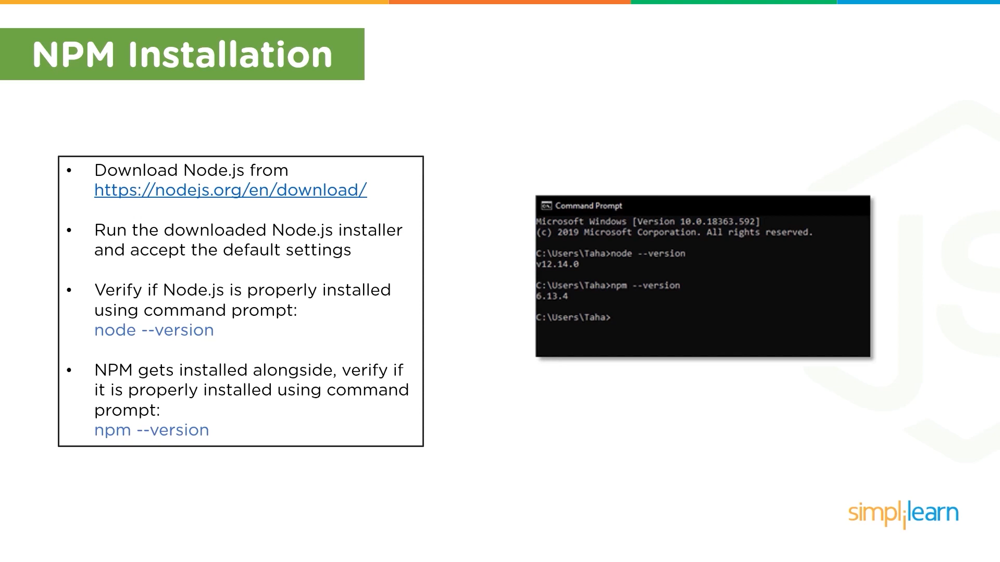 NPM Installation
• Download Node.js from
https://nodejs.org/en/download/
• Run the downloaded Node.js installer
and accept the default settings
• Verify if Node.js is properly installed
using command prompt:
node --version
• NPM gets installed alongside, verify if
it is properly installed using command
prompt:
npm --version
Command Prompt
Microsoft Windows [Version 10.0.18363.592]
(c) 2019 Microsoft Corporation. All rights reserved.
C:\Users\Taha>node --version
v12.14.0
C:\Users\Taha>npm --version
6.13.4
C:\Users\Taha>
JS
simplilearn